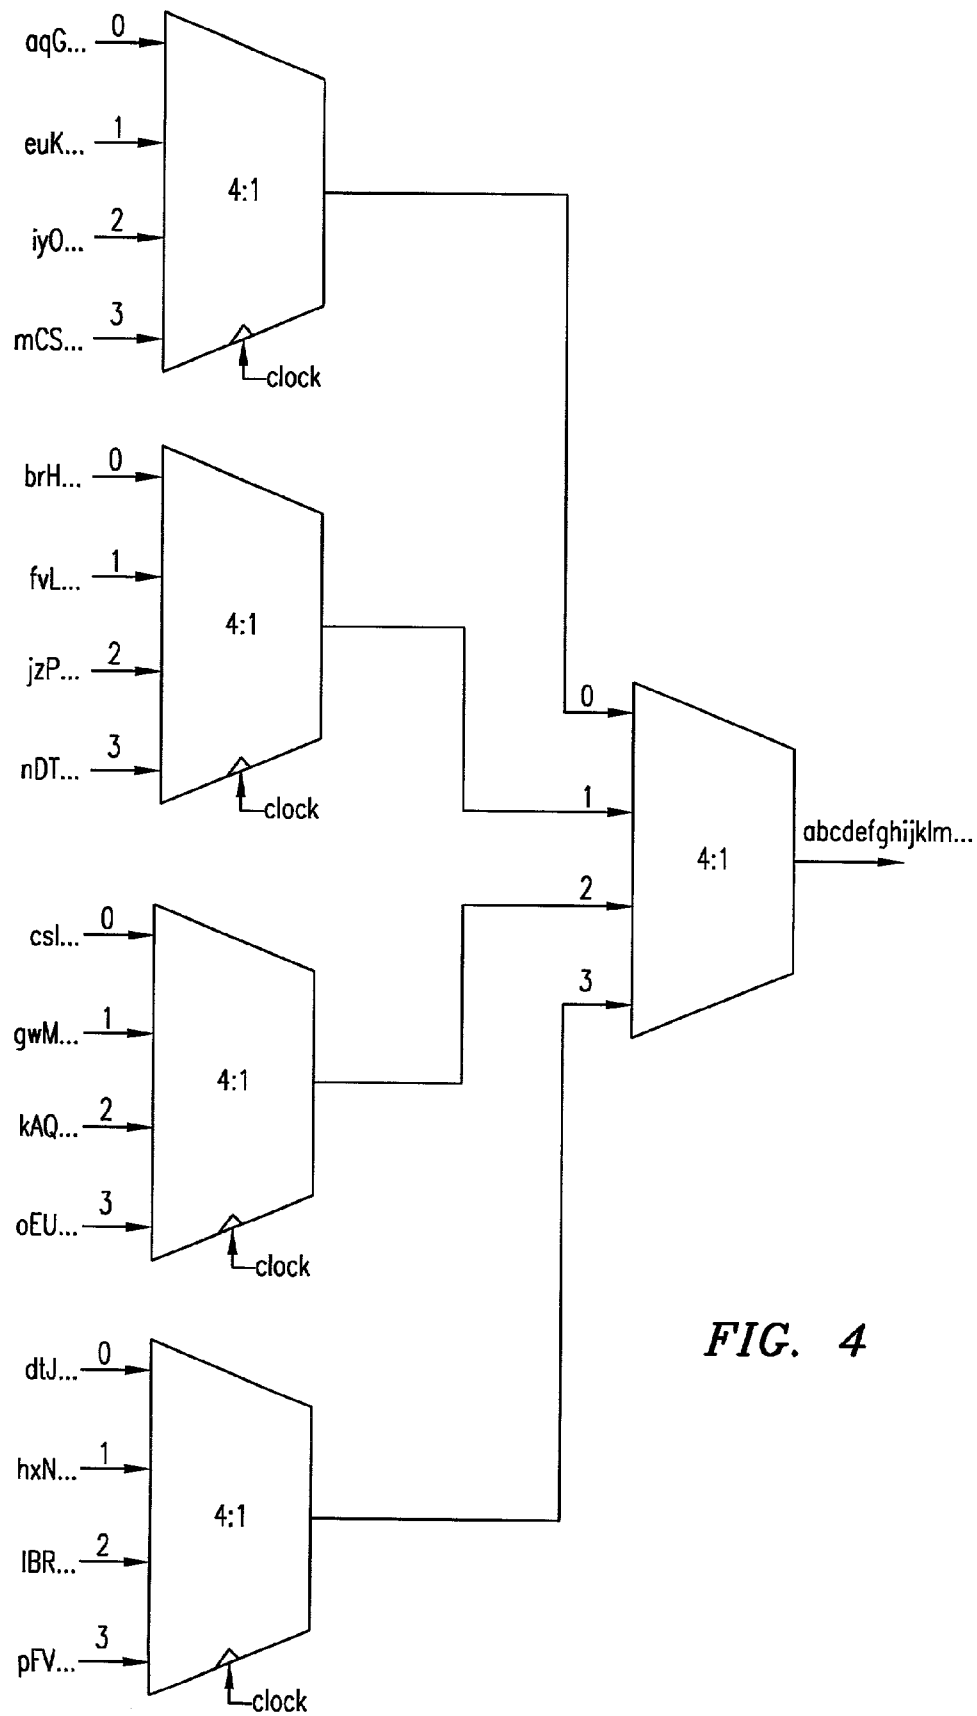 aqG... 0
euK... 1
iyO... 2
mCS... 3
4:1
clock
brH... 0
fvL... 1
jzP... 2
nDT... 3
4:1
clock
csI... 0
gwM... 1
kAQ... 2
oEU... 3
4:1
clock
dtJ... 0
hxN... 1
lBR... 2
pFV... 3
4:1
clock
0
1
2
3
4:1
abcdefghijklm...
FIG. 4